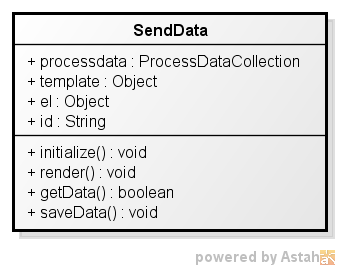 SendData
+ processdata : ProcessDataCollection
+ template : Object
+ el : Object
+ id : String
+ initialize() : void
+ render() : void
+ getData() : boolean
+ saveData() : void
powered by Astah